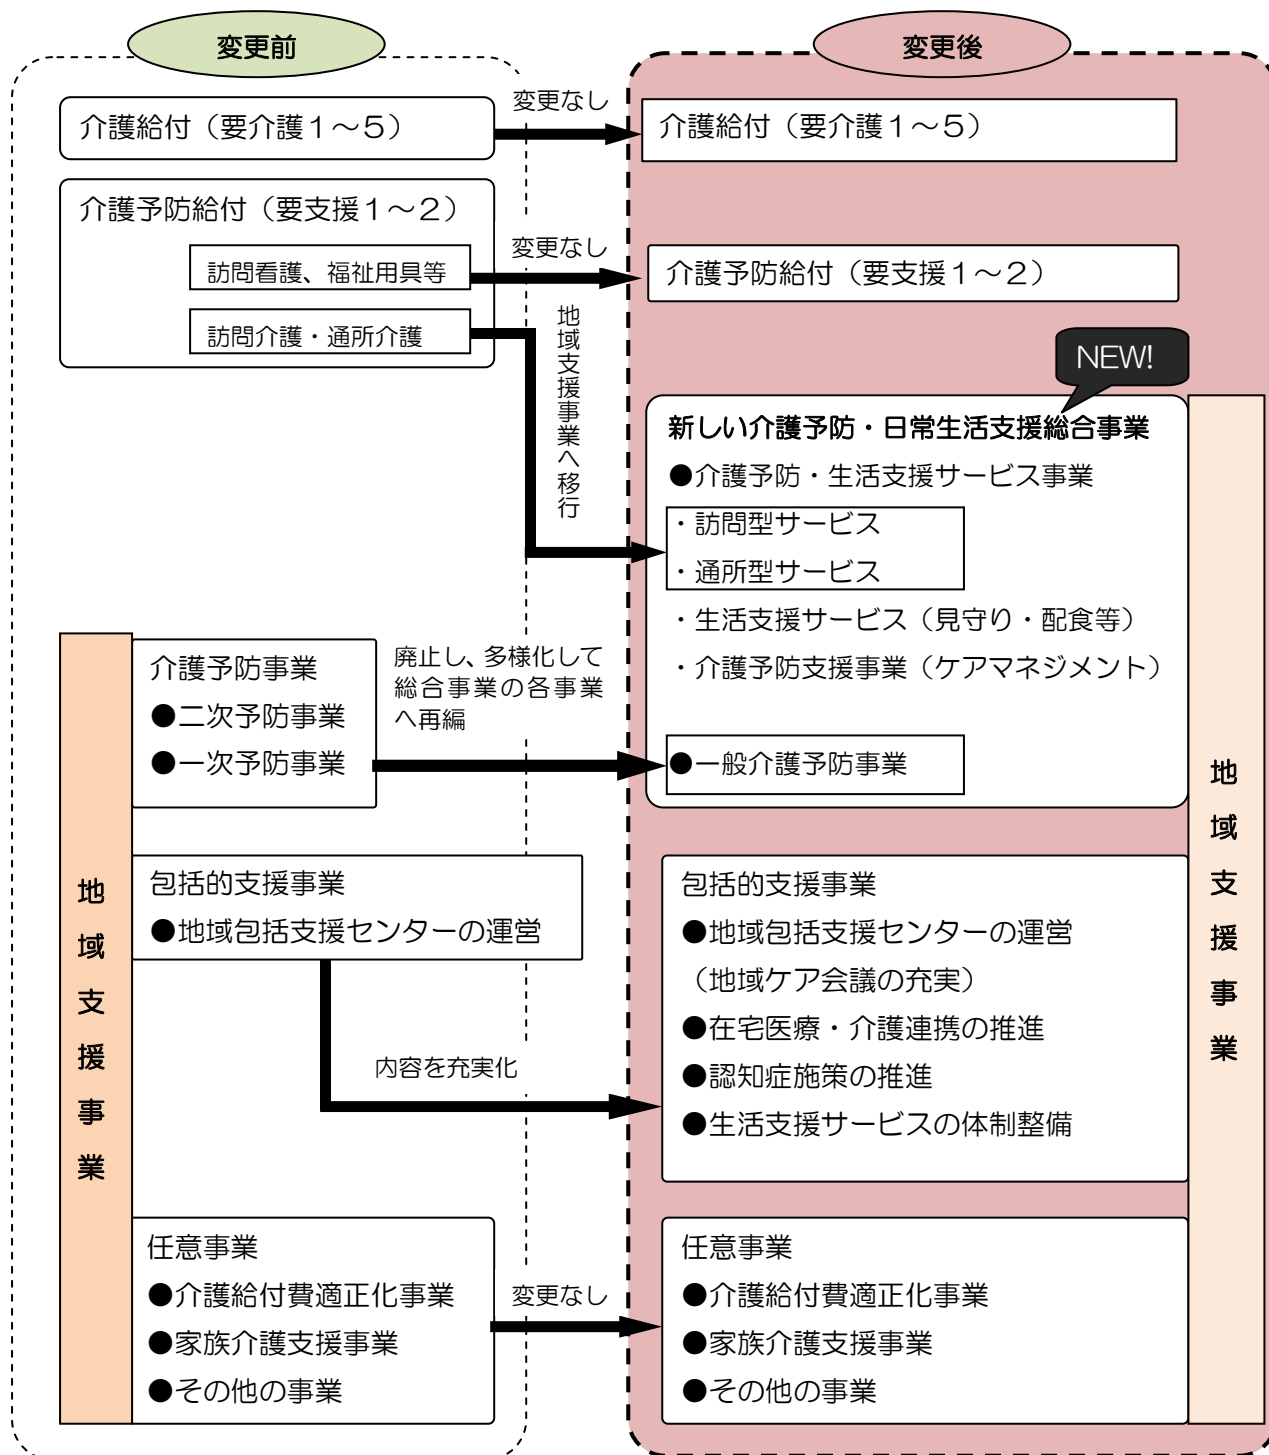 変更前
変更後
介護給付（要介護１～５）
変更なし
介護給付（要介護１～５）
介護予防給付（要支援１～２）
訪問看護、福祉用具等
変更なし
介護予防給付（要支援１～２）
訪問介護・通所介護
地域支援事業へ移行
NEW!
新しい介護予防・日常生活支援総合事業
●介護予防・生活支援サービス事業
・訪問型サービス
・通所型サービス
・生活支援サービス（見守り・配食等）
・介護予防支援事業（ケアマネジメント）
●一般介護予防事業
地域支援事業
介護予防事業
●二次予防事業
●一次予防事業
廃止し、多様化して
総合事業の各事業
へ再編
包括的支援事業
●地域包括支援センターの運営
内容を充実化
包括的支援事業
●地域包括支援センターの運営
（地域ケア会議の充実）
●在宅医療・介護連携の推進
●認知症施策の推進
●生活支援サービスの体制整備
地域支援事業
任意事業
●介護給付費適正化事業
●家族介護支援事業
●その他の事業
変更なし
任意事業
●介護給付費適正化事業
●家族介護支援事業
●その他の事業